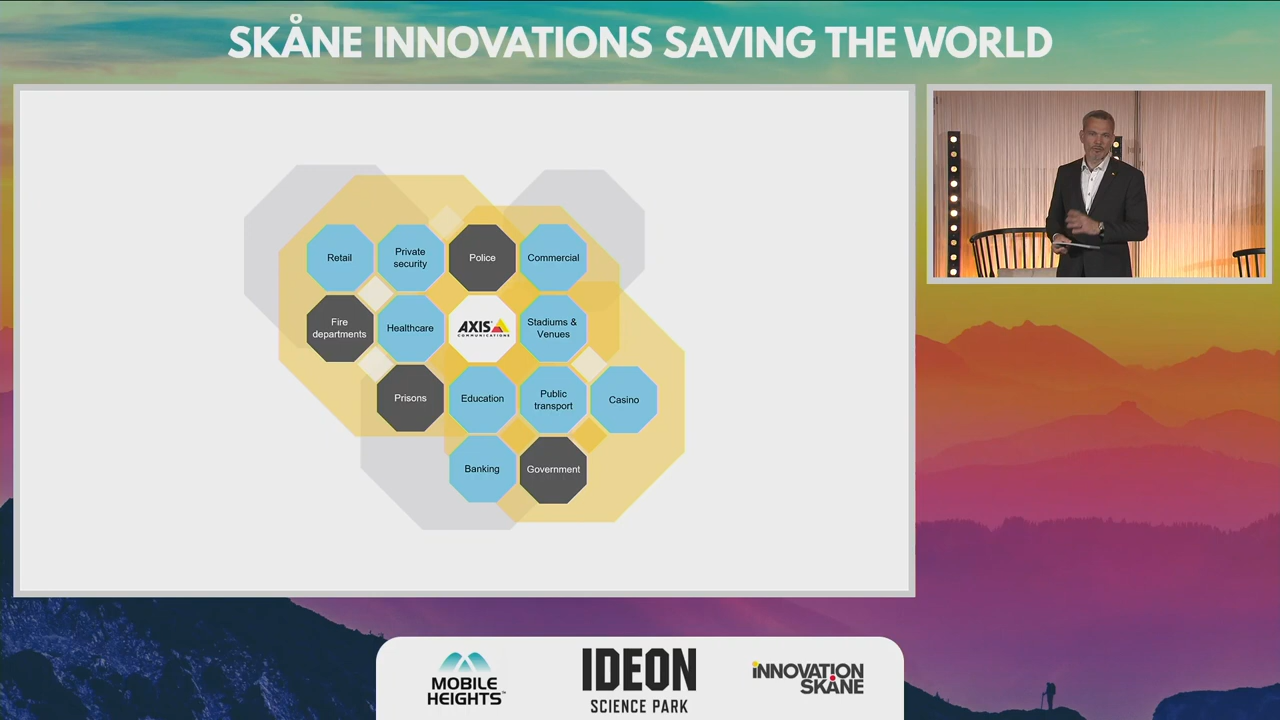 SKÅNE INNOVATIONS SAVING THE WORLD
Retail
Private
security
Police
Commercial
Fire
departments
Healthcare
AXIS
COMMUNICATIONS
Stadiums &
Venues
Prisons
Education
Public
transport
Casino
Banking
Government
MOBILE
HEIGHTS™
IDEON
SCIENCE PARK
INNOVATION
SKÅNE